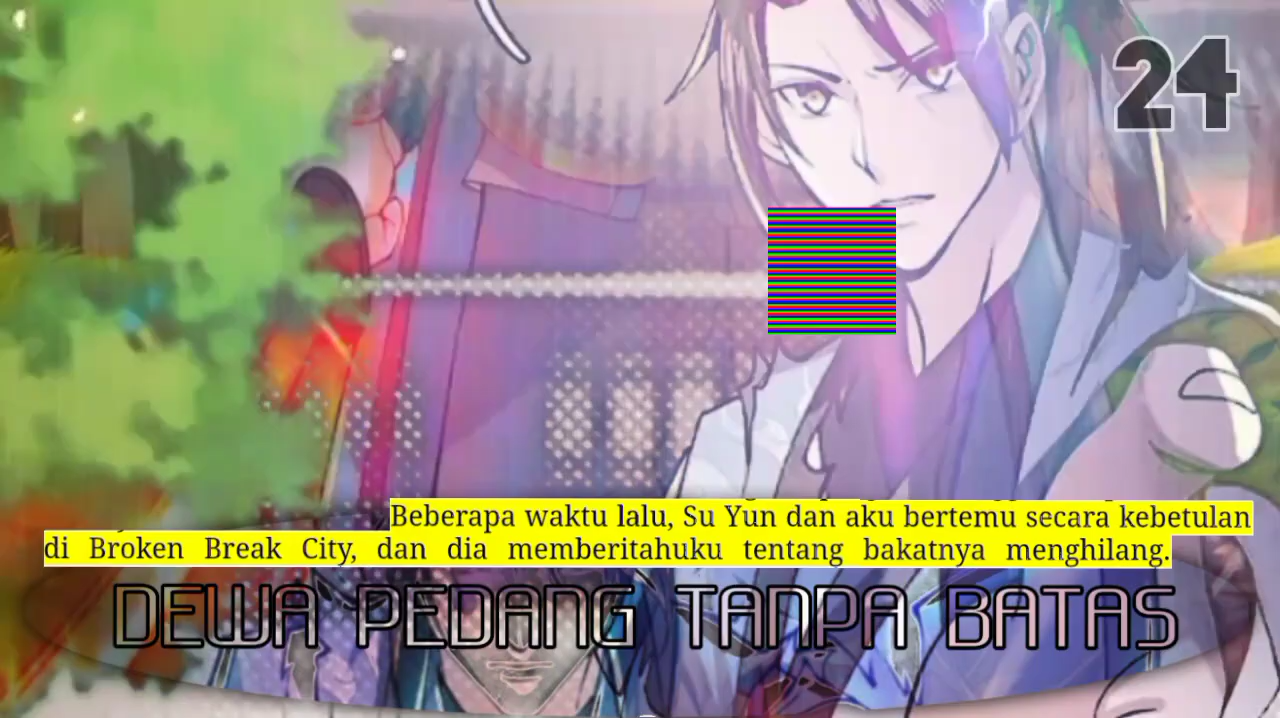 24
Beberapa waktu lalu, Su Yun dan aku bertemu secara kebetulan
di Broken Break City, dan dia memberitahuku tentang bakatnya menghilang.
DEWA PEDANG TANPA BATAS